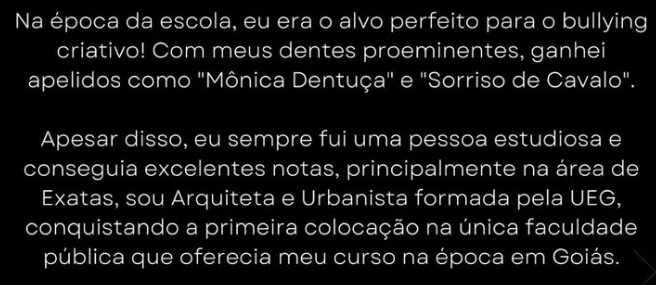 Na época da escola, eu era o alvo perfeito para o bullying
criativo! Com meus dentes proeminentes, ganhei
apelidos como "Mônica Dentuça" e "Sorriso de Cavalo".
Apesar disso, eu sempre fui uma pessoa estudiosa e
conseguia excelentes notas, principalmente na área de
Exatas, sou Arquiteta e Urbanista formada pela UEG,
conquistando a primeira colocação na única faculdade
pública que oferecia meu curso na época em Goiás.